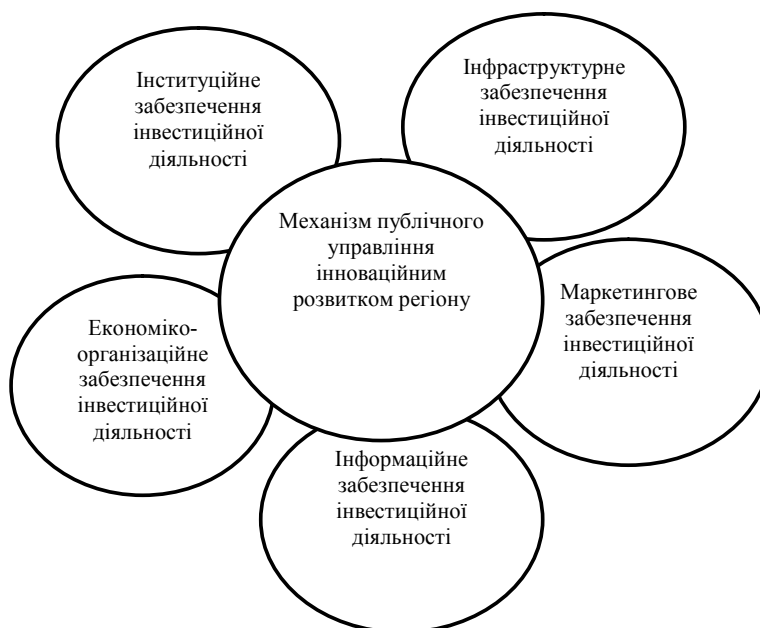 Інституційне
забезпечення
інвестиційної
діяльності
Інфраструктурне
забезпечення
інвестиційної
діяльності
Механізм публічного
управління
інноваційним
розвитком регіону
Маркетингове
забезпечення
інвестиційної
діяльності
Економіко-
організаційне
забезпечення
інвестиційної
діяльності
Інформаційне
забезпечення
інвестиційної
діяльності